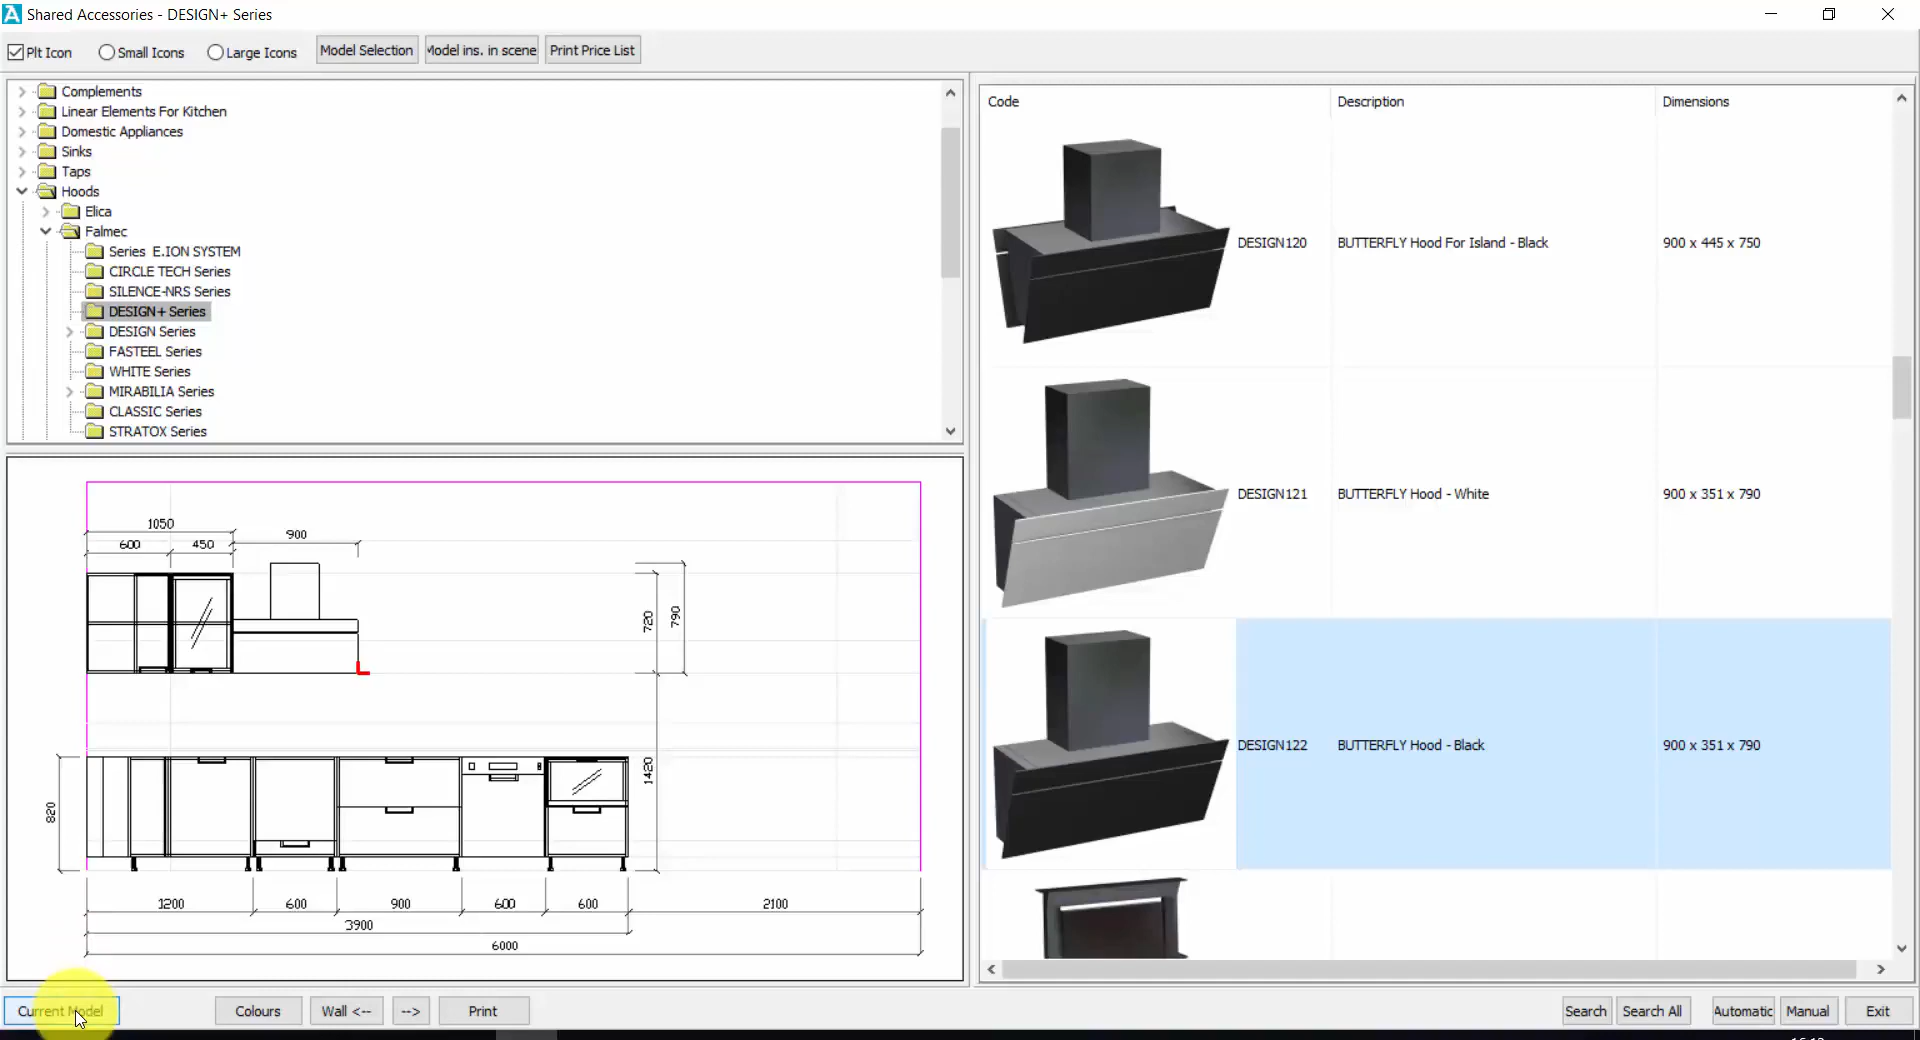 Shared Accessories - DESIGN+ Series
Plt Icon
Small Icons
Large Icons
Model Selection
Model ins. in scene
Print Price List
Complements
Linear Elements For Kitchen
Domestic Appliances
Sinks
Taps
Hoods
Elica
Falmec
Series E.ION SYSTEM
CIRCLE TECH Series
SILENCE-NRS Series
DESIGN+ Series
DESIGN Series
FASTEEL Series
WHITE Series
MIRABILIA Series
CLASSIC Series
STRATOX Series
Code Description Dimensions
DESIGN120 BUTTERFLY Hood For Island - Black 900 x 445 x 750
DESIGN121 BUTTERFLY Hood - White 900 x 351 x 790
DESIGN122 BUTTERFLY Hood - Black 900 x 351 x 790
1050
900
600 450
720
790
1420
820
1200 600 900 600 600 2100
3900
6000
Current Model
Colours
Wall <--
-->
Print
Search
Search All
Automatic
Manual
Exit